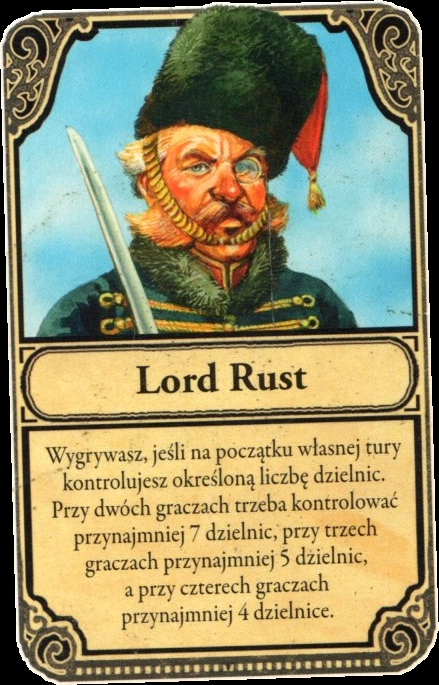 Lord Rust
Wygrywasz, jeśli na początku własnej tury
kontrolujesz określoną liczbę dzielnic.
Przy dwóch graczach trzeba kontrolować
przynajmniej 7 dzielnic, przy trzech
graczach przynajmniej 5 dzielnic,
a przy czterech graczach
przynajmniej 4 dzielnice.